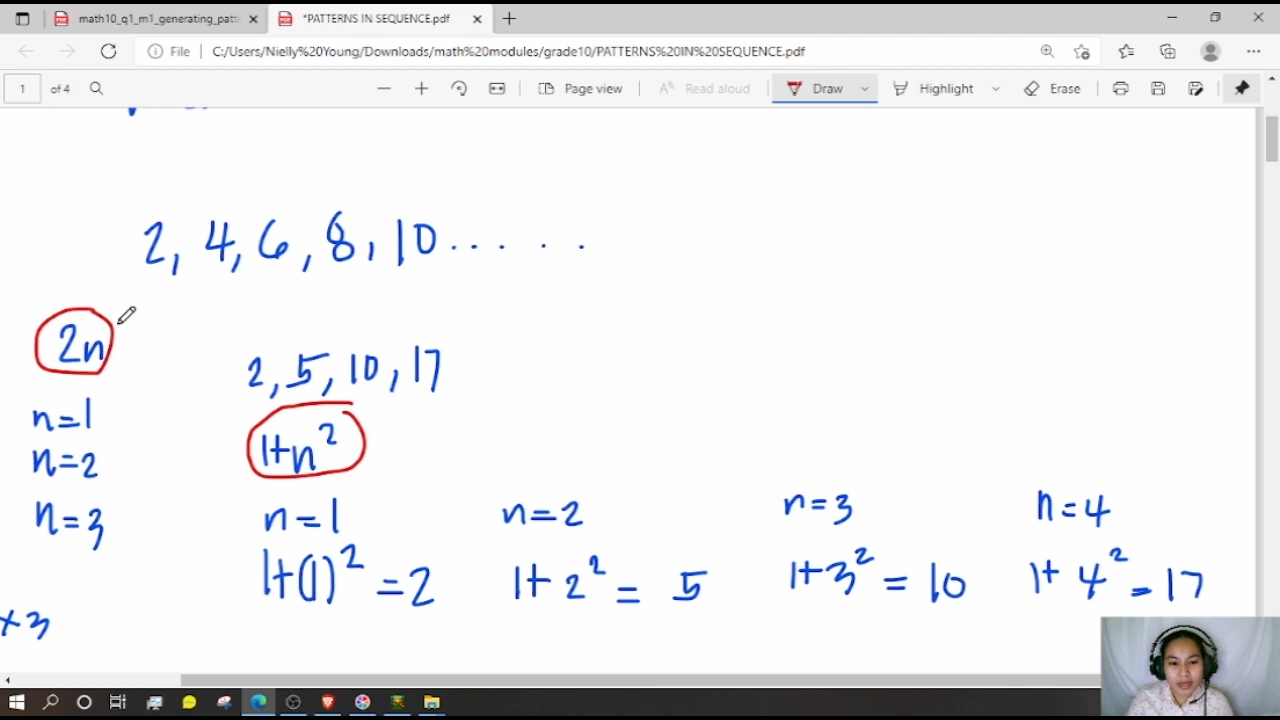 math10_q1_m1_generating_patte
*PATTERNS IN SEQUENCE.pdf
File
C:/Users/Nielly%20Young/Downloads/math%20modules/grade10/PATTERNS%20IN%20SEQUENCE.pdf
1 of 4
Page view
Read aloud
Draw
Highlight
Erase
2, 4, 6, 8, 10 . . . . .
2n
2, 5, 10, 17
n=1
1+n²
n=2
n=3
n=1
n=2
n=3
n=4
1+(1)² = 2
1+2² = 5
1+3² = 10
1+4² = 17
×3